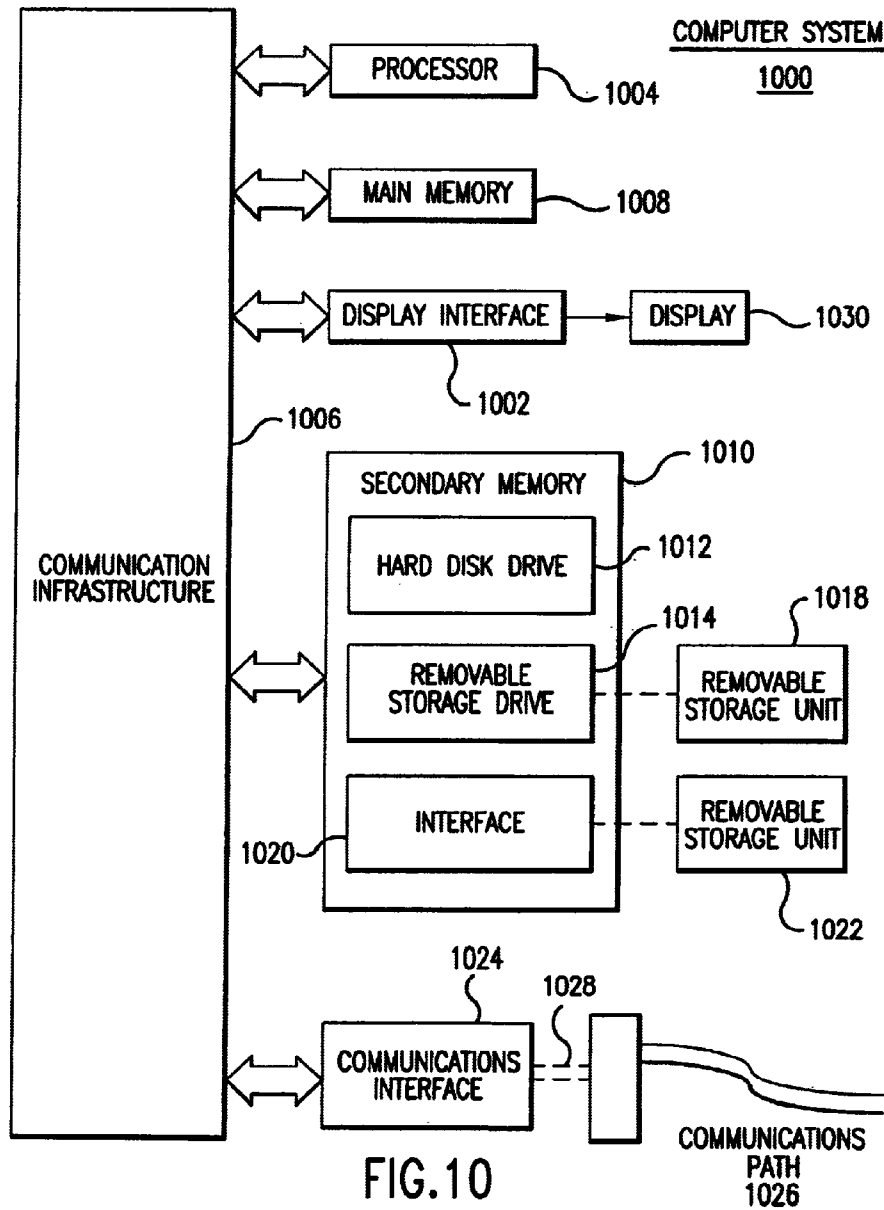 COMPUTER SYSTEM
1000
PROCESSOR
1004
MAIN MEMORY
1008
DISPLAY INTERFACE
DISPLAY
1030
1002
1006
1010
SECONDARY MEMORY
HARD DISK DRIVE
1012
COMMUNICATION
INFRASTRUCTURE
1014
1018
REMOVABLE
STORAGE DRIVE
REMOVABLE
STORAGE UNIT
INTERFACE
1020
REMOVABLE
STORAGE UNIT
1022
1024
1028
COMMUNICATIONS
INTERFACE
COMMUNICATIONS
PATH
1026
FIG.10